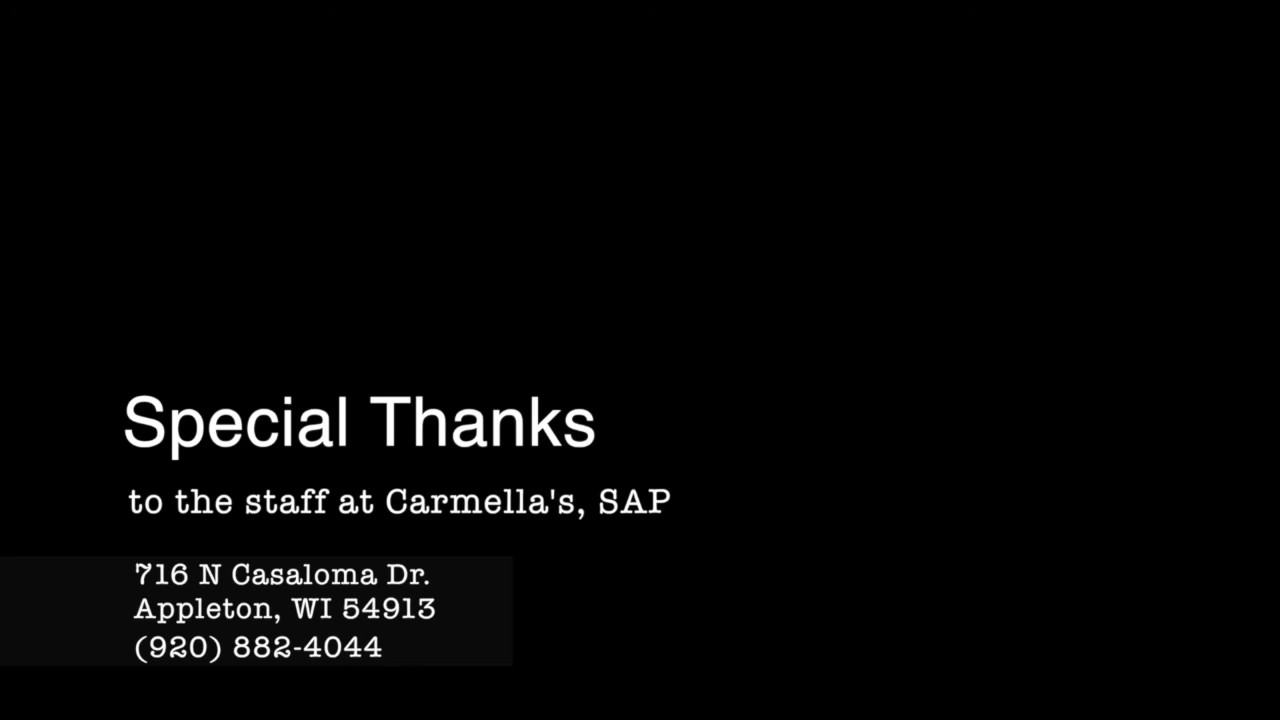 Special Thanks
to the staff at Carmella's, SAP
716 N Casaloma Dr.
Appleton, WI 54913
(920) 882-4044